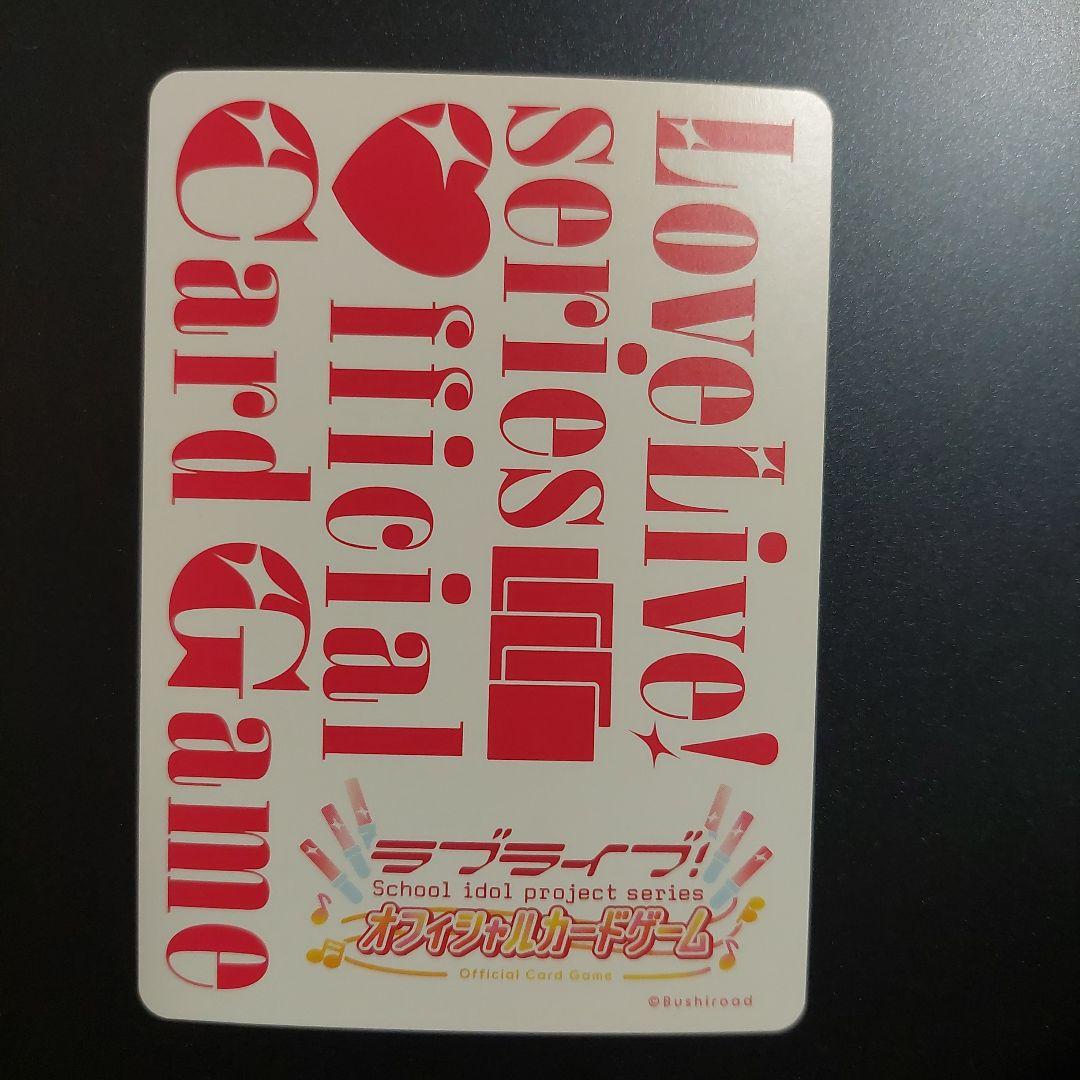 LoveLive!
series
♥fficial
Card Game
ラブライブ!
School idol project series
オフィシャルカードゲーム
Official Card Game
©Bushiroad